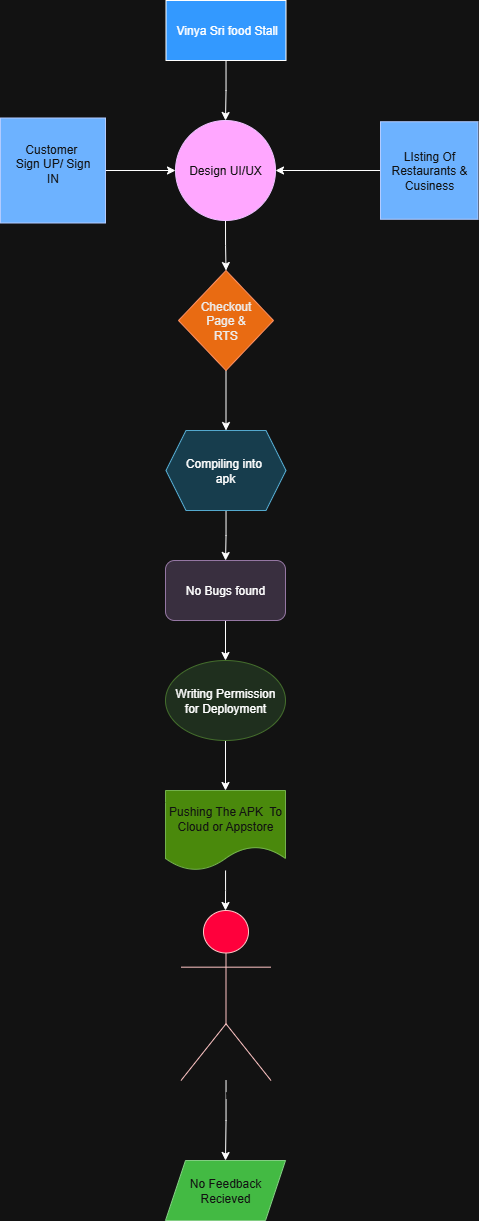 Vinya Sri food Stall
Customer
Sign UP/ Sign
IN
Design UI/UX
LIsting Of
Restaurants &
Cusiness
Checkout
Page &
RTS
Compiling into
apk
No Bugs found
Writing Permission
for Deployment
Pushing The APK To
Cloud or Appstore
No Feedback
Recieved